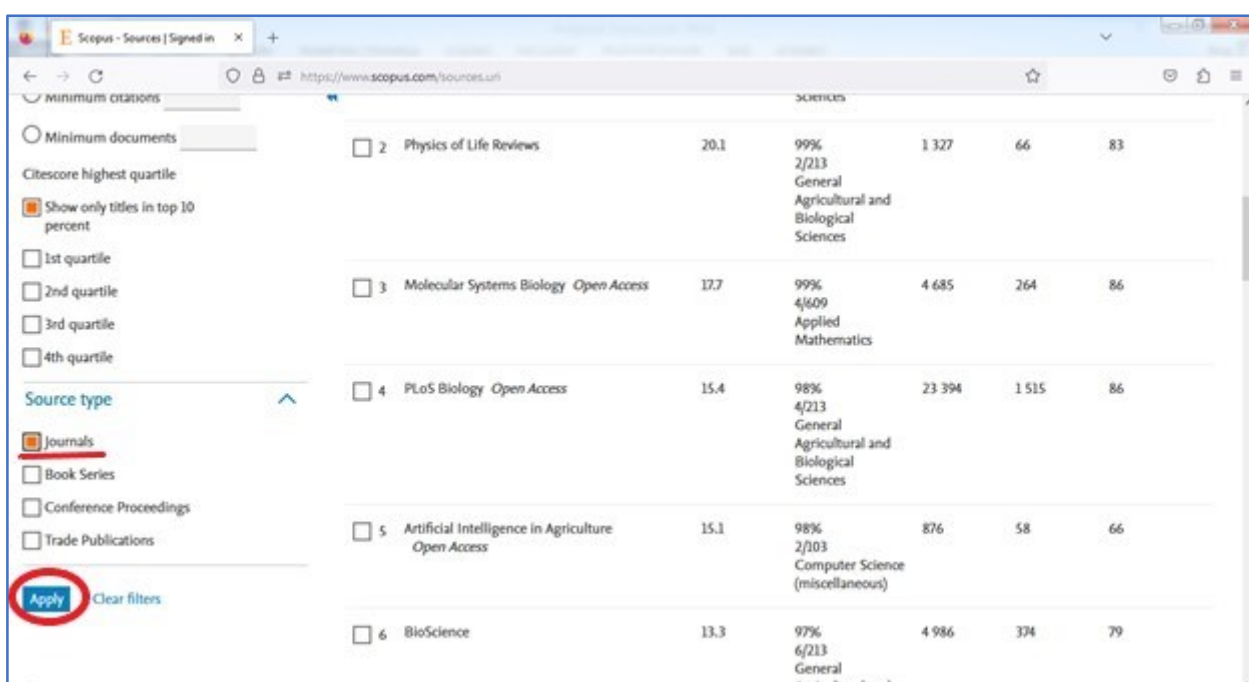 Scopus - Sources | Signed in
https://www.scopus.com/sources.uri
Minimum citations
Minimum documents
Citescore highest quartile
Show only titles in top 10
percent
1st quartile
2nd quartile
3rd quartile
4th quartile
Source type
Journals
Book Series
Conference Proceedings
Trade Publications
Apply
Clear filters
Sciences
2 Physics of Life Reviews 20.1 99% 1 327 66 83
2/213
General
Agricultural and
Biological
Sciences
3 Molecular Systems Biology Open Access 17.7 99% 4 685 264 86
4/609
Applied
Mathematics
4 PLoS Biology Open Access 15.4 98% 23 394 1 515 86
4/213
General
Agricultural and
Biological
Sciences
5 Artificial Intelligence in Agriculture 15.1 98% 876 58 66
Open Access 2/103
Computer Science
(miscellaneous)
6 BioScience 13.3 97% 4 986 374 79
6/213
General